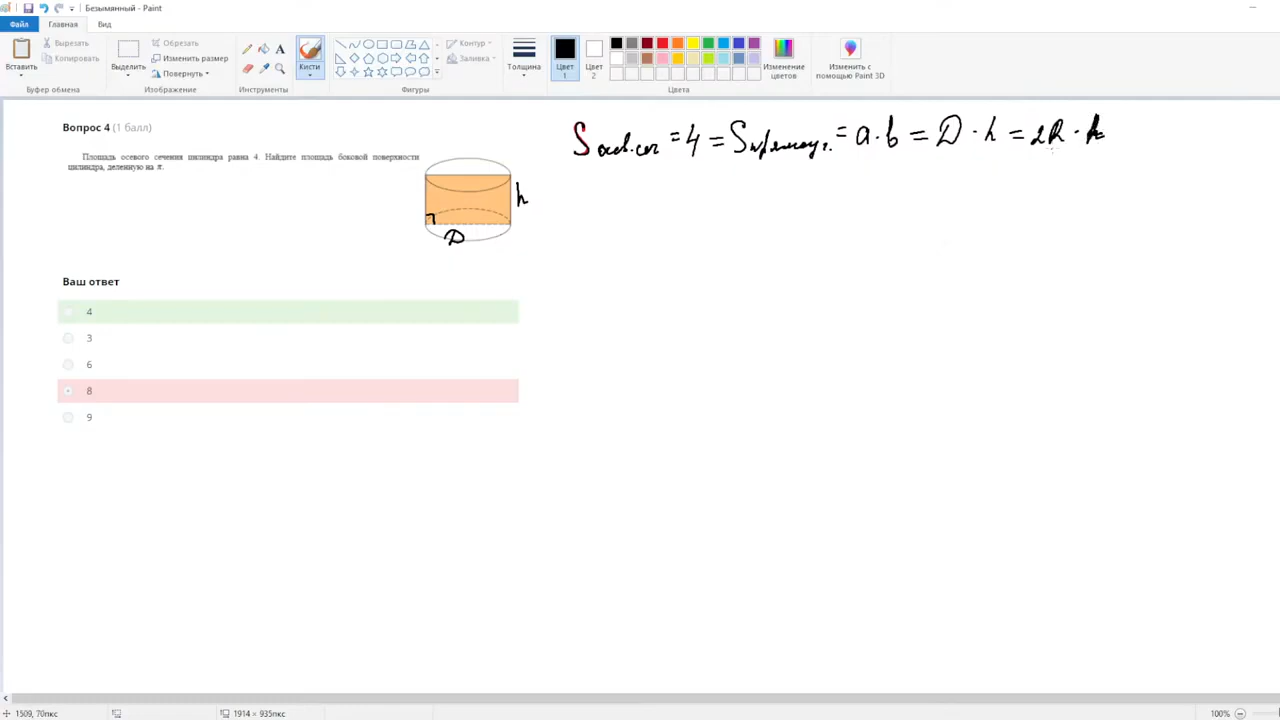 Безымянный - Paint
Файл
Главная
Вид
Вставить
Вырезать
Копировать
Буфер обмена
Выделить
Обрезать
Изменить размер
Повернуть
Изображение
A
Инструменты
Кисти
Контур
Заливка
Фигуры
Толщина
Цвет
1
Цвет
2
Изменение
цветов
Цвета
Изменить с
помощью Paint 3D
Вопрос 4 (1 балл)
Площадь осевого сечения цилиндра равна 4. Найдите площадь боковой поверхности
цилиндра, деленную на π.
h
D
S осев.сеч = 4 = S прямоуг. = a · b = D · h = 2R · h
Ваш ответ
4
3
6
8
9
1509, 70пкс
1914 × 935пкс
100%